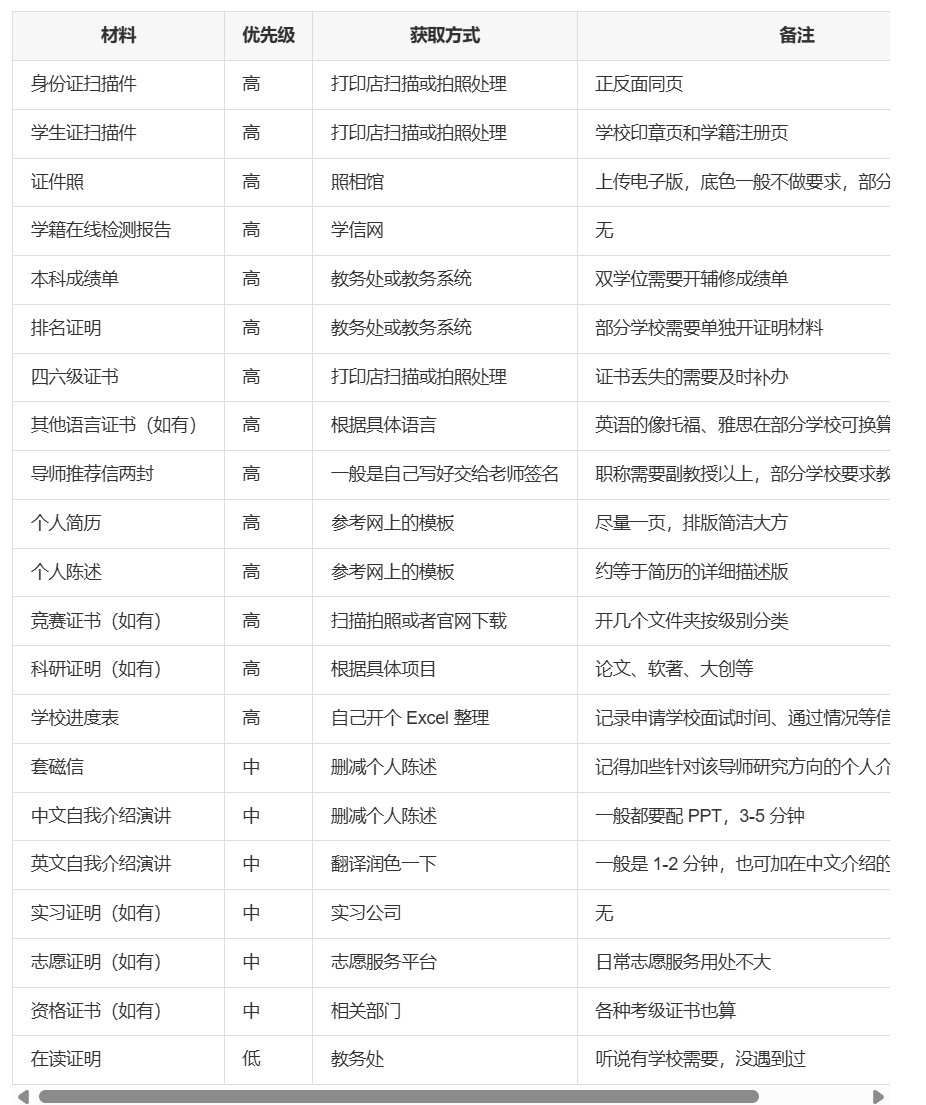 材料 优先级 获取方式 备注
身份证扫描件 高 打印店扫描或拍照处理 正反面同页
学生证扫描件 高 打印店扫描或拍照处理 学校印章页和学籍注册页
证件照 高 照相馆 上传电子版，底色一般不做要求，部分
学籍在线检测报告 高 学信网 无
本科成绩单 高 教务处或教务系统 双学位需要开辅修成绩单
排名证明 高 教务处或教务系统 部分学校需要单独开证明材料
四六级证书 高 打印店扫描或拍照处理 证书丢失的需要及时补办
其他语言证书（如有） 高 根据具体语言 英语的像托福、雅思在部分学校可换算
导师推荐信两封 高 一般是自己写好交给老师签名 职称需要副教授以上，部分学校要求教
个人简历 高 参考网上的模板 尽量一页，排版简洁大方
个人陈述 高 参考网上的模板 约等于简历的详细描述版
竞赛证书（如有） 高 扫描拍照或者官网下载 开几个文件夹按级别分类
科研证明（如有） 高 根据具体项目 论文、软著、大创等
学校进度表 高 自己开个 Excel 整理 记录申请学校面试时间、通过情况等信
套磁信 中 删减个人陈述 记得加些针对该导师研究方向的个人介
中文自我介绍演讲 中 删减个人陈述 一般都要配 PPT，3-5 分钟
英文自我介绍演讲 中 翻译润色一下 一般是 1-2 分钟，也可加在中文介绍的
实习证明（如有） 中 实习公司 无
志愿证明（如有） 中 志愿服务平台 日常志愿服务用处不大
资格证书（如有） 中 相关部门 各种考级证书也算
在读证明 低 教务处 听说有学校需要，没遇到过